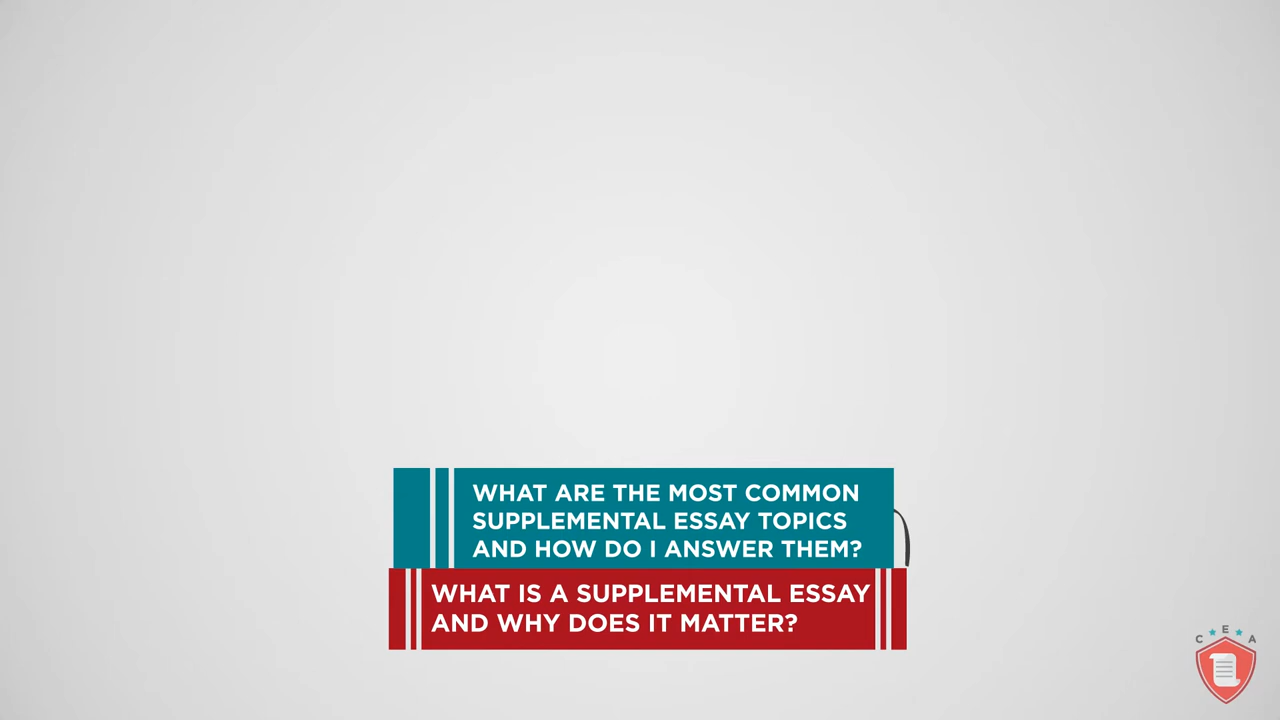 WHAT ARE THE MOST COMMON
SUPPLEMENTAL ESSAY TOPICS
AND HOW DO I ANSWER THEM?
WHAT IS A SUPPLEMENTAL ESSAY
AND WHY DOES IT MATTER?
C E A